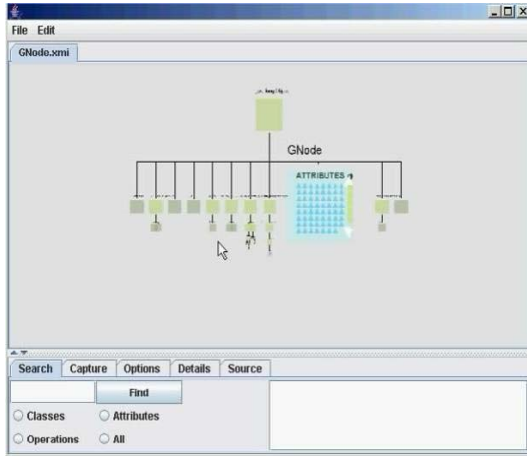 File Edit
GNode.xmi
GNode
ATTRIBUTES
Search Capture Options Details Source
Find
Classes Attributes
Operations All